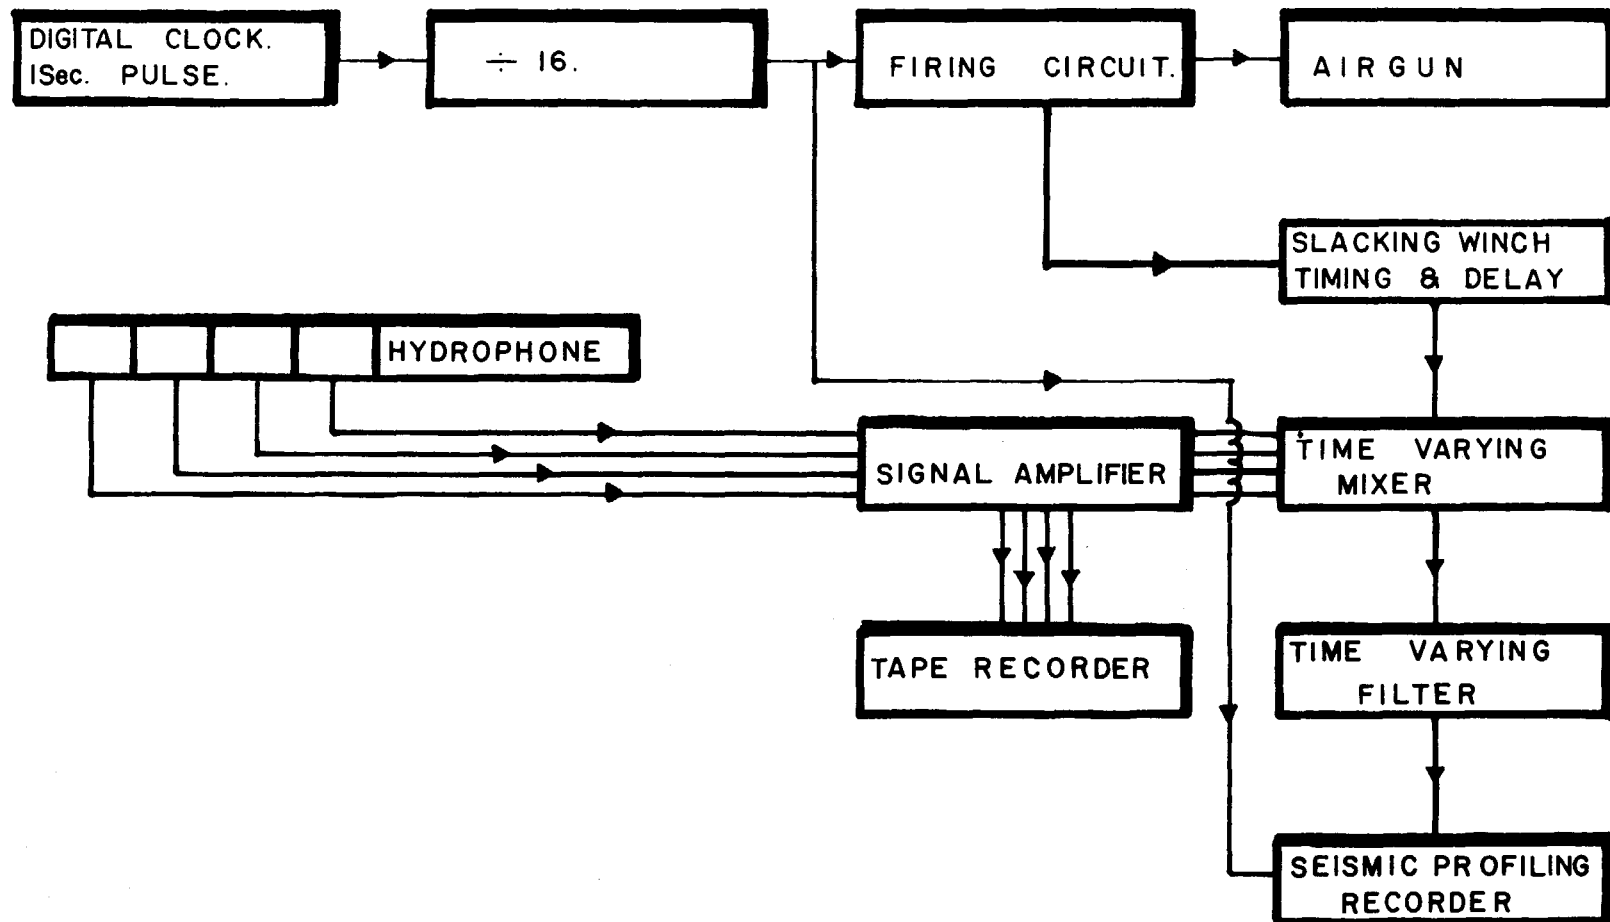 DIGITAL CLOCK.
1Sec. PULSE.
÷ 16.
FIRING CIRCUIT.
AIRGUN
SLACKING WINCH
TIMING & DELAY
HYDROPHONE
SIGNAL AMPLIFIER
TIME VARYING
MIXER
TAPE RECORDER
TIME VARYING
FILTER
SEISMIC PROFILING
RECORDER